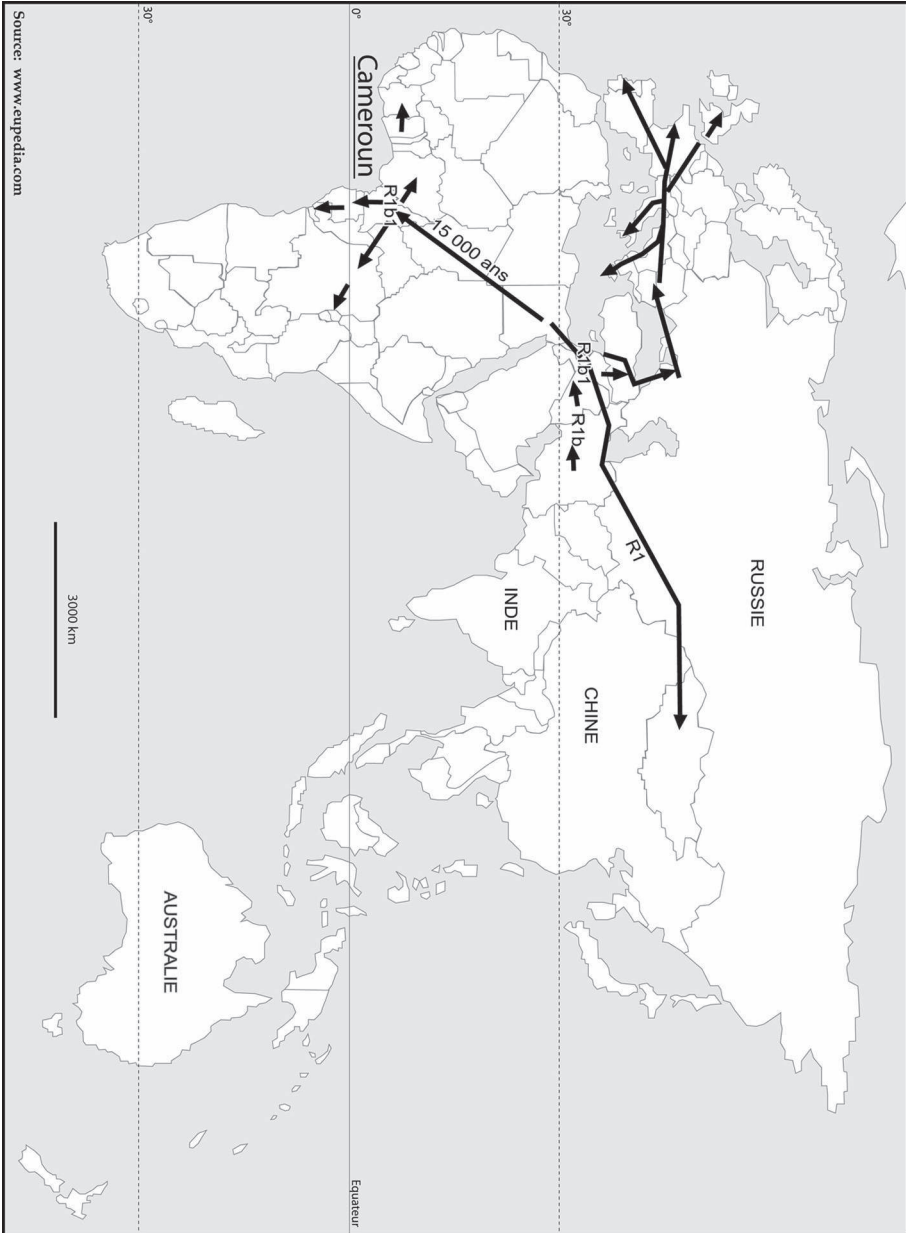 RUSSIE
30°
R1
CHINE
R1b1
R1b
INDE
15 000 ans
R1b1
Cameroun
0°
Equateur
AUSTRALIE
30°
3000 km
Source: www.eupedia.com